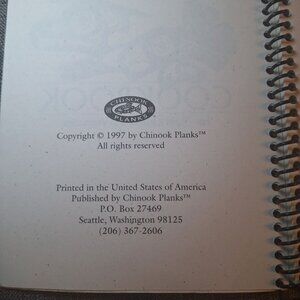 CHINOOK
PLANKS
Copyright © 1997 by Chinook Planks™
All rights reserved
Printed in the United States of America
Published by Chinook Planks™
P.O. Box 27469
Seattle, Washington 98125
(206) 367-2606